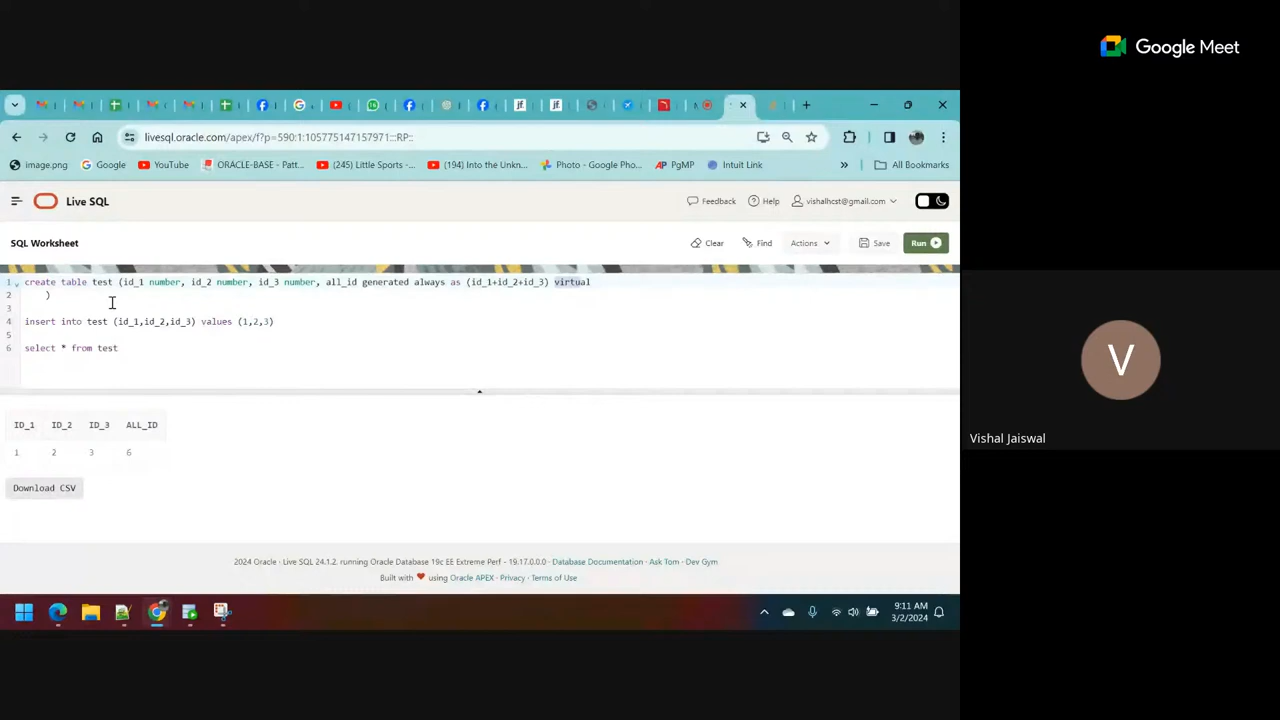 Google Meet
livesql.oracle.com/apex/f?p=590:1:105775147157971:::RP::
image.png
Google
YouTube
ORACLE-BASE - Patt...
(245) Little Sports -...
(194) Into the Unkn...
Photo - Google Pho...
PgMP
Intuit Link
»
All Bookmarks
Live SQL
Feedback
Help
vishalhcst@gmail.com
SQL Worksheet
Clear
Find
Actions
Save
Run
1 create table test (id_1 number, id_2 number, id_3 number, all_id generated always as (id_1+id_2+id_3) virtual
2 )
3
4 insert into test (id_1,id_2,id_3) values (1,2,3)
5
6 select * from test
ID_1 ID_2 ID_3 ALL_ID
1 2 3 6
Download CSV
2024 Oracle · Live SQL 24.1.2. running Oracle Database 19c EE Extreme Perf - 19.17.0.0.0 · Database Documentation · Ask Tom · Dev Gym
Built with ❤ using Oracle APEX · Privacy · Terms of Use
9:11 AM
3/2/2024
V
Vishal Jaiswal